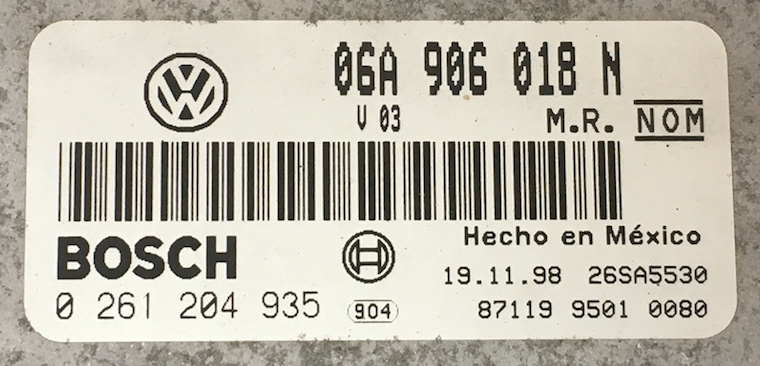 06A 906 018 N
V 03 M.R. NOM
BOSCH
Hecho en México
19.11.98 26SA5530
0 261 204 935 904 87119 9501 0080